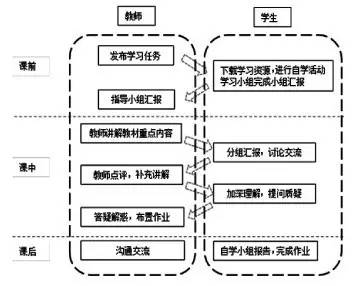 教师
学生
课前
发布学习任务
下载学习资源,进行自学活动
学习小组完成小组汇报
指导小组汇报
教师讲解教材重点内容
分组汇报,讨论交流
课中
教师点评,补充讲解
加深理解,提问质疑
答疑解惑,布置作业
课后
沟通交流
自学小组报告,完成作业